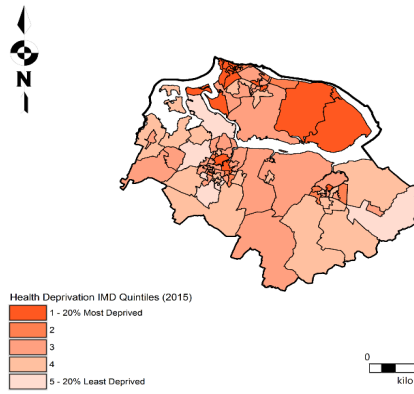 N
Health Deprivation IMD Quintiles (2015)
1 - 20% Most Deprived
2
3
4
5 - 20% Least Deprived
0
kilo